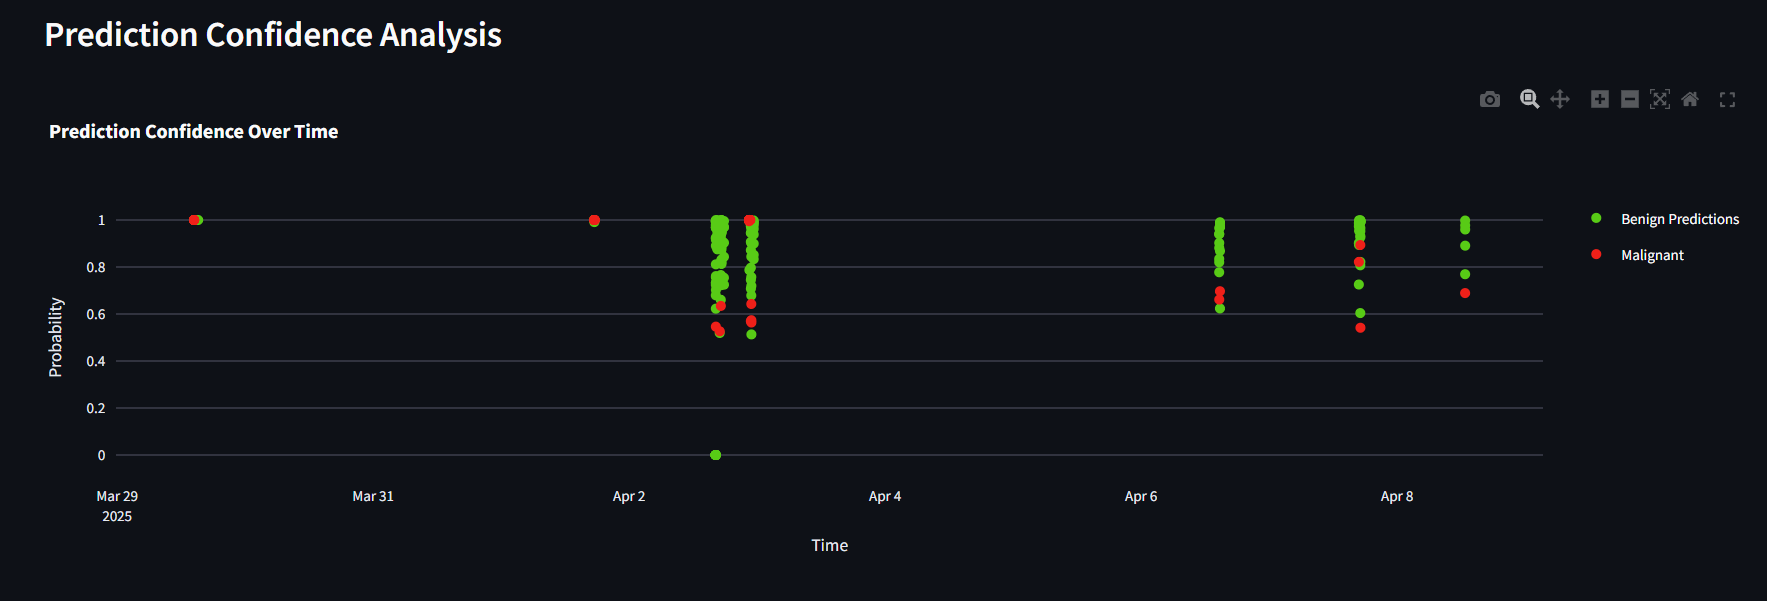 Prediction Confidence Analysis
Prediction Confidence Over Time
1
0.8
0.6
0.4
0.2
0
Probability
Mar 29
2025
Mar 31
Apr 2
Apr 4
Apr 6
Apr 8
Time
Benign Predictions
Malignant